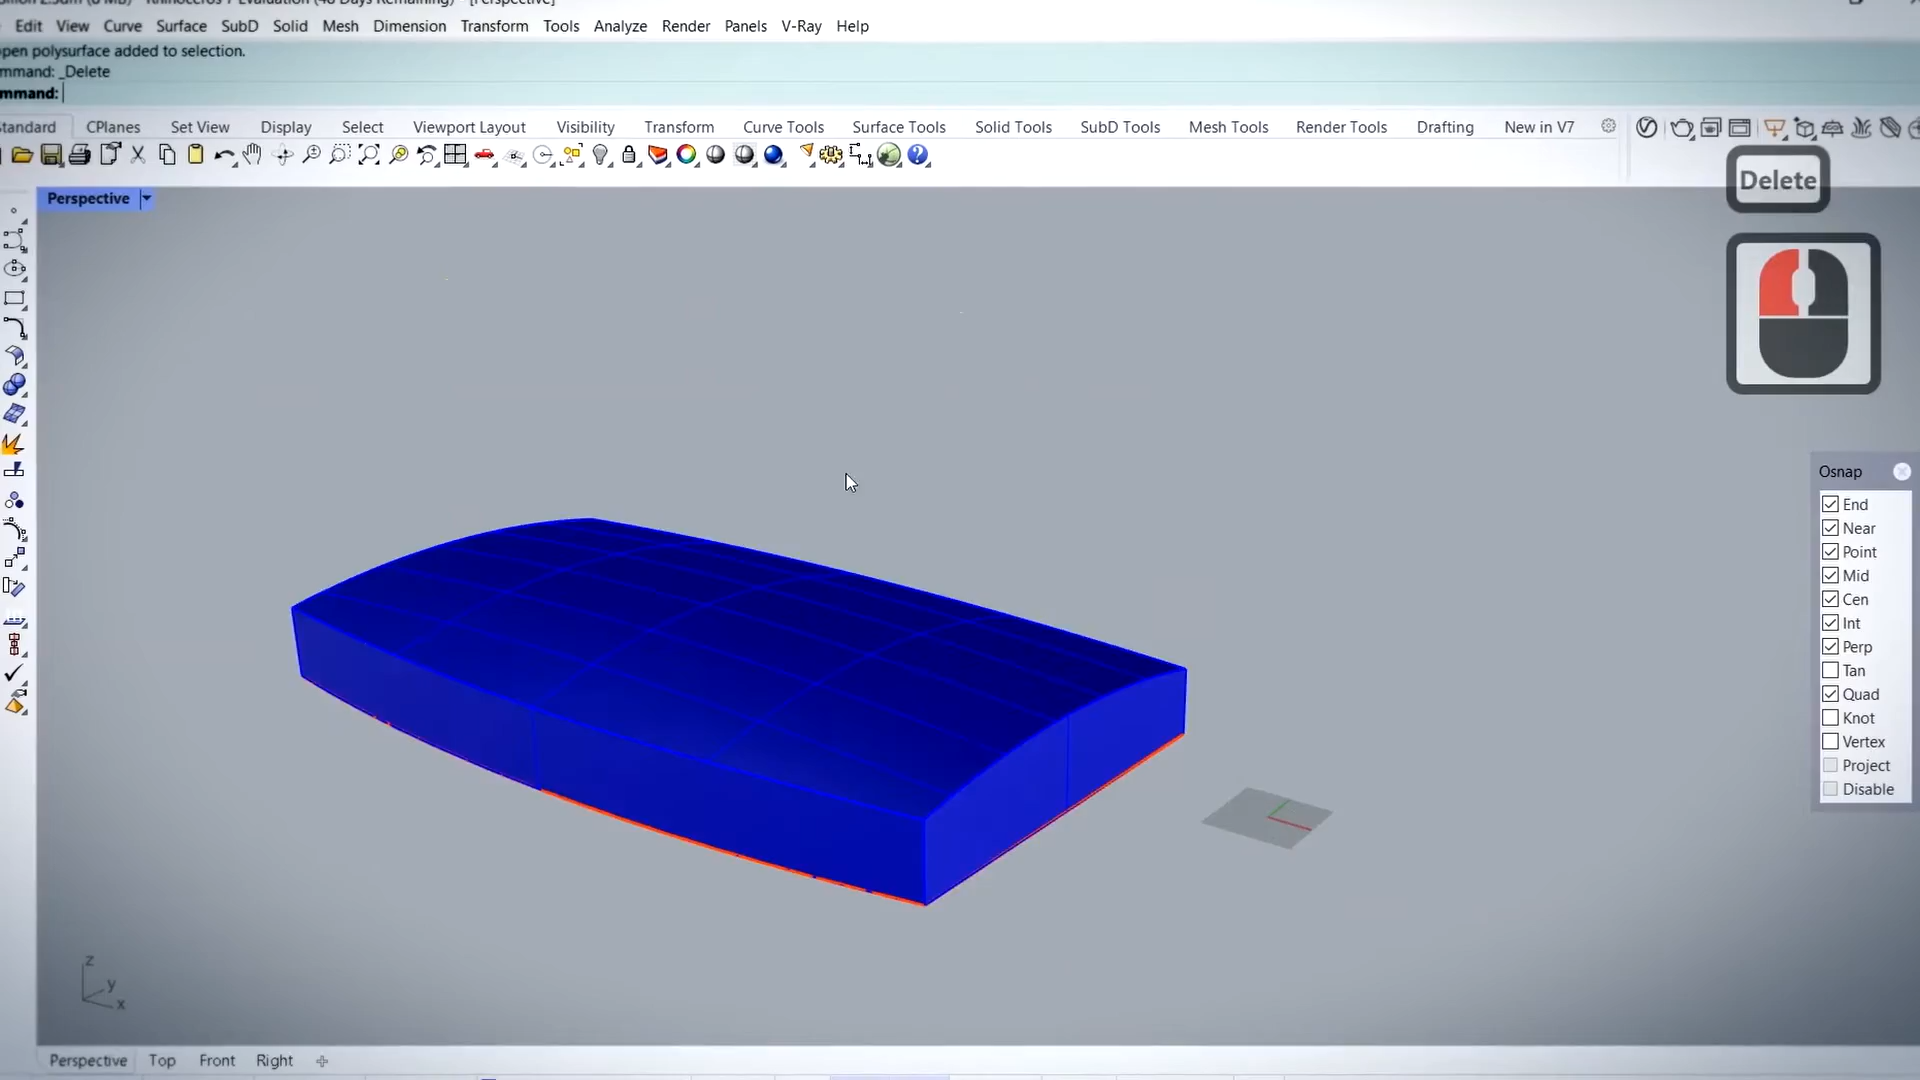 Edit View Curve Surface SubD Solid Mesh Dimension Transform Tools Analyze Render Panels V-Ray Help
pen polysurface added to selection.
mmand: _Delete
mmand:
tandard CPlanes Set View Display Select Viewport Layout Visibility Transform Curve Tools Surface Tools Solid Tools SubD Tools Mesh Tools Render Tools Drafting New in V7
Delete
Perspective
Osnap
End
Near
Point
Mid
Cen
Int
Perp
Tan
Quad
Knot
Vertex
Project
Disable
z
y
x
Perspective Top Front Right